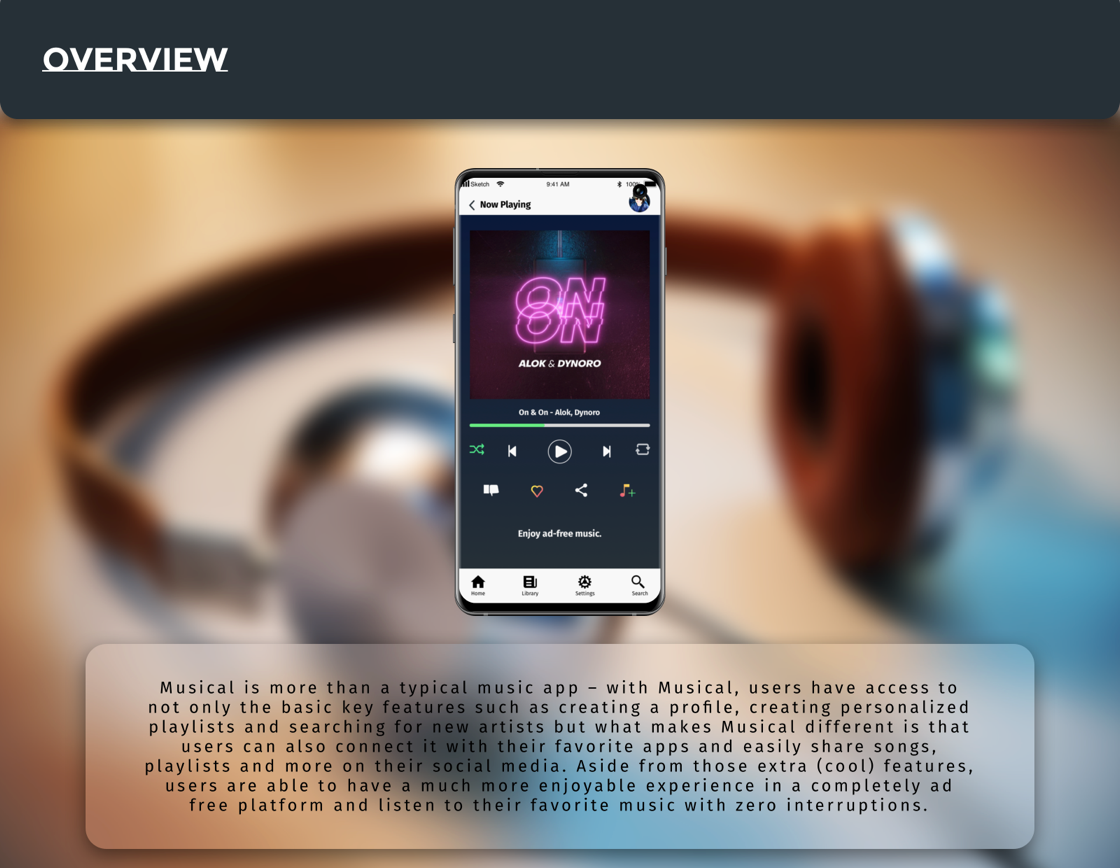 OVERVIEW
Sketch 9:41 AM
Now Playing
ON
ON
ALOK & DYNORO
On & On - Alok, Dynoro
Enjoy ad-free music.
Home Library Settings Search
Musical is more than a typical music app – with Musical, users have access to
not only the basic key features such as creating a profile, creating personalized
playlists and searching for new artists but what makes Musical different is that
users can also connect it with their favorite apps and easily share songs,
playlists and more on their social media. Aside from those extra (cool) features,
users are able to have a much more enjoyable experience in a completely ad
free platform and listen to their favorite music with zero interruptions.